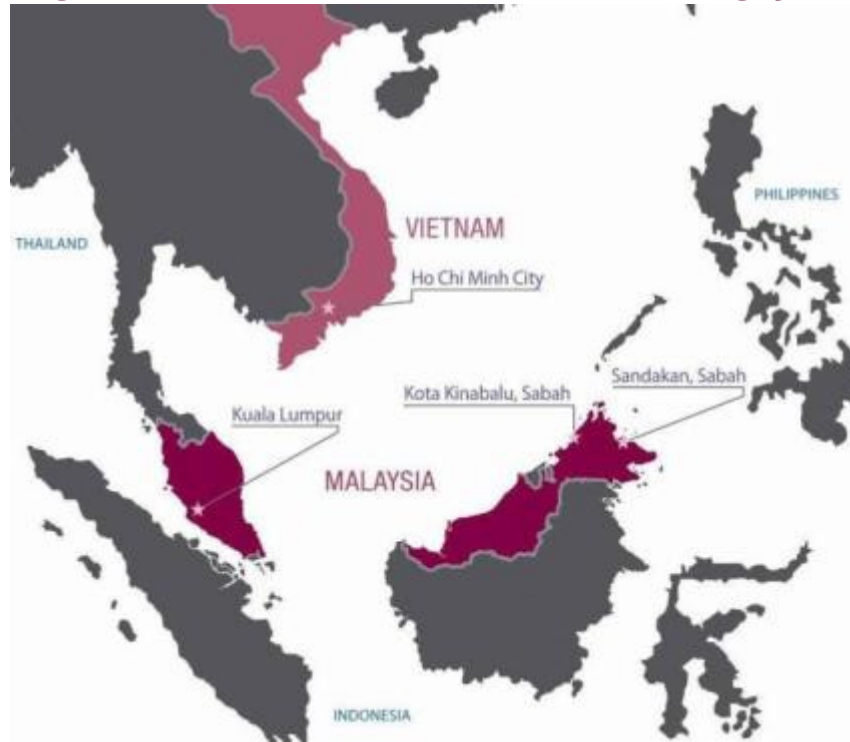 PHILIPPINES
VIETNAM
THAILAND
Ho Chi Minh City
Sandakan, Sabah
Kota Kinabalu, Sabah
Kuala Lumpur
MALAYSIA
INDONESIA